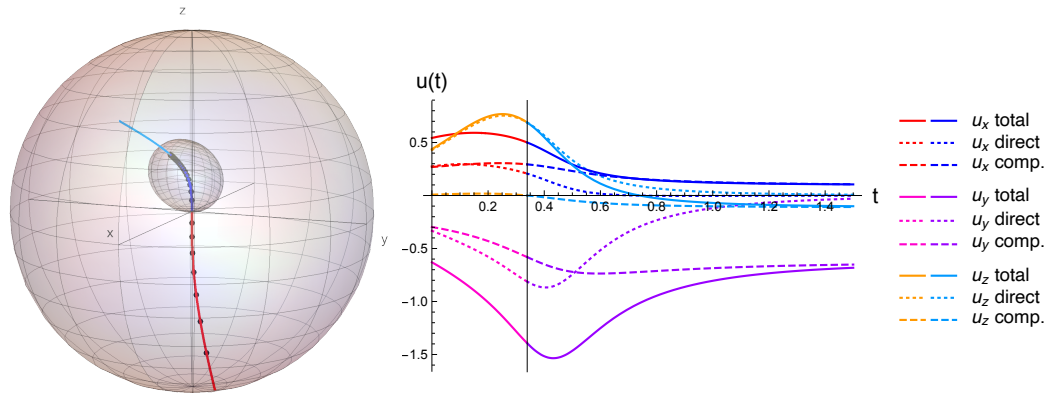 z
x
y
u(t)
0.5
0.2
0.4
0.6
0.8
1.0
1.2
1.4
t
-0.5
-1.0
-1.5
u_x total
u_x direct
u_x comp.
u_y total
u_y direct
u_y comp.
u_z total
u_z direct
u_z comp.